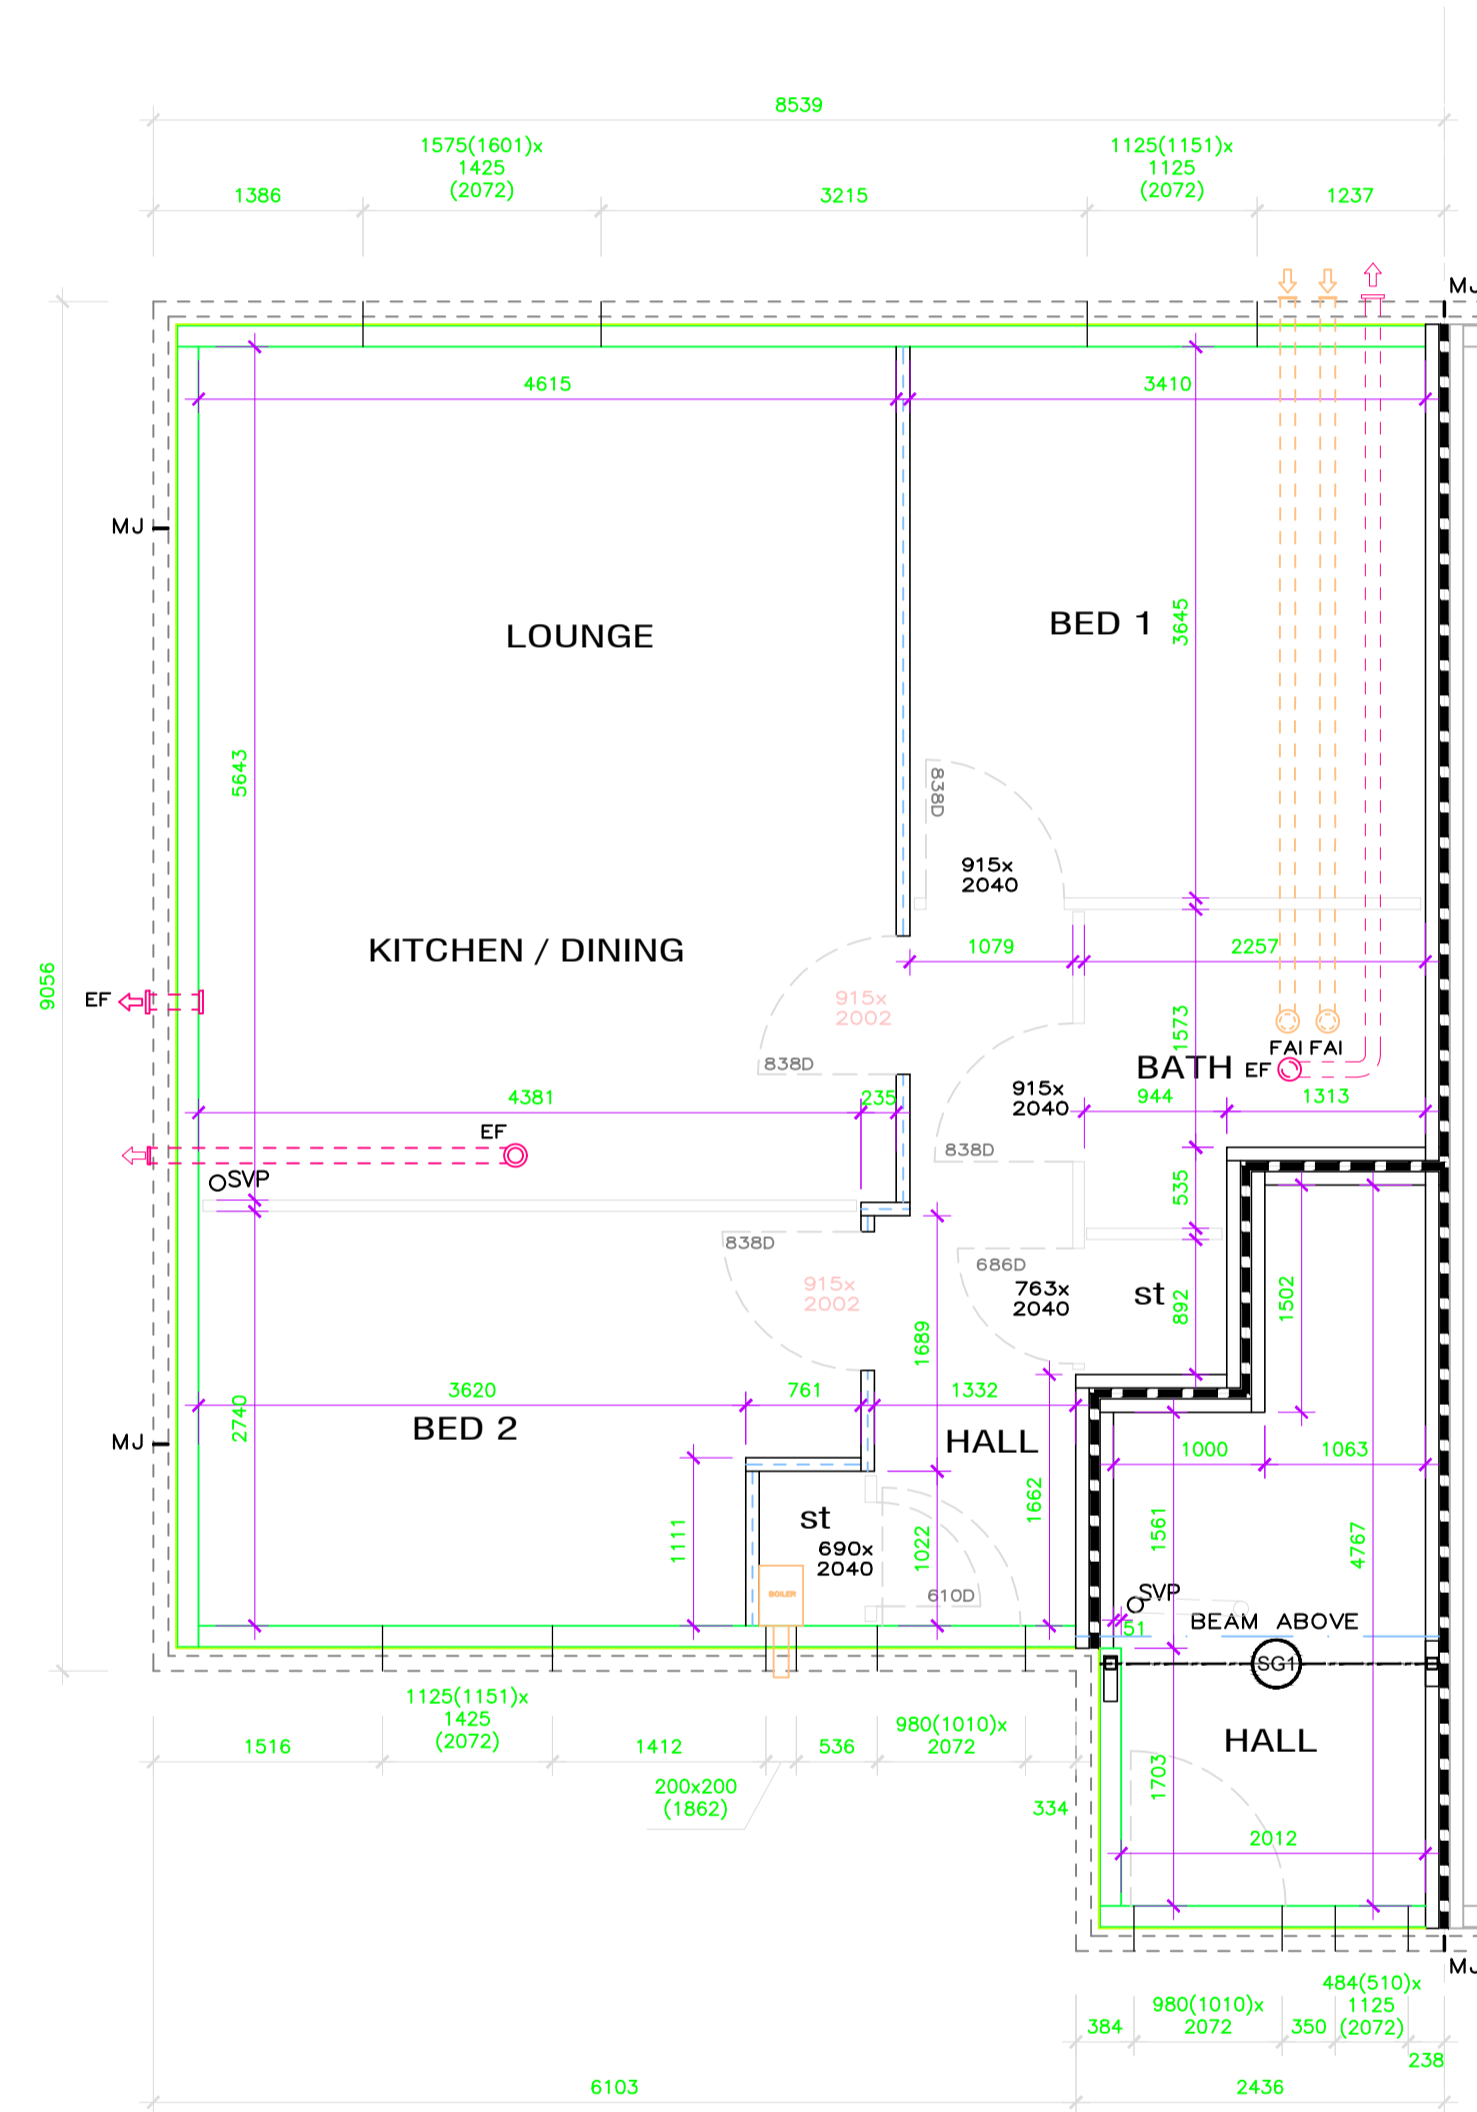 8539
1575(1601)x
1425
(2072)
1125(1151)x
1125
(2072)
1386
3215
1237
MJ
4615
3410
MJ
LOUNGE
BED 1
3645
5643
838D
915x
2040
KITCHEN / DINING
1079
2257
9056
EF
915x
2002
838D
1573
FAI
FAI
BATH
EF
4381
235
915x
2040
944
1313
EF
838D
SVP
535
838D
686D
915x
2002
763x
2040
st
892
1502
1689
3620
761
1332
2740
BED 2
MJ
HALL
1000
1063
1662
st
1111
690x
2040
1022
1561
4767
BOILER
610D
SVP
51
BEAM ABOVE
SG1
HALL
1125(1151)x
1425
(2072)
1516
1412
536
980(1010)x
2072
200x200
(1862)
334
1703
2012
MJ
484(510)x
1125
(2072)
980(1010)x
2072
384
350
238
6103
2436